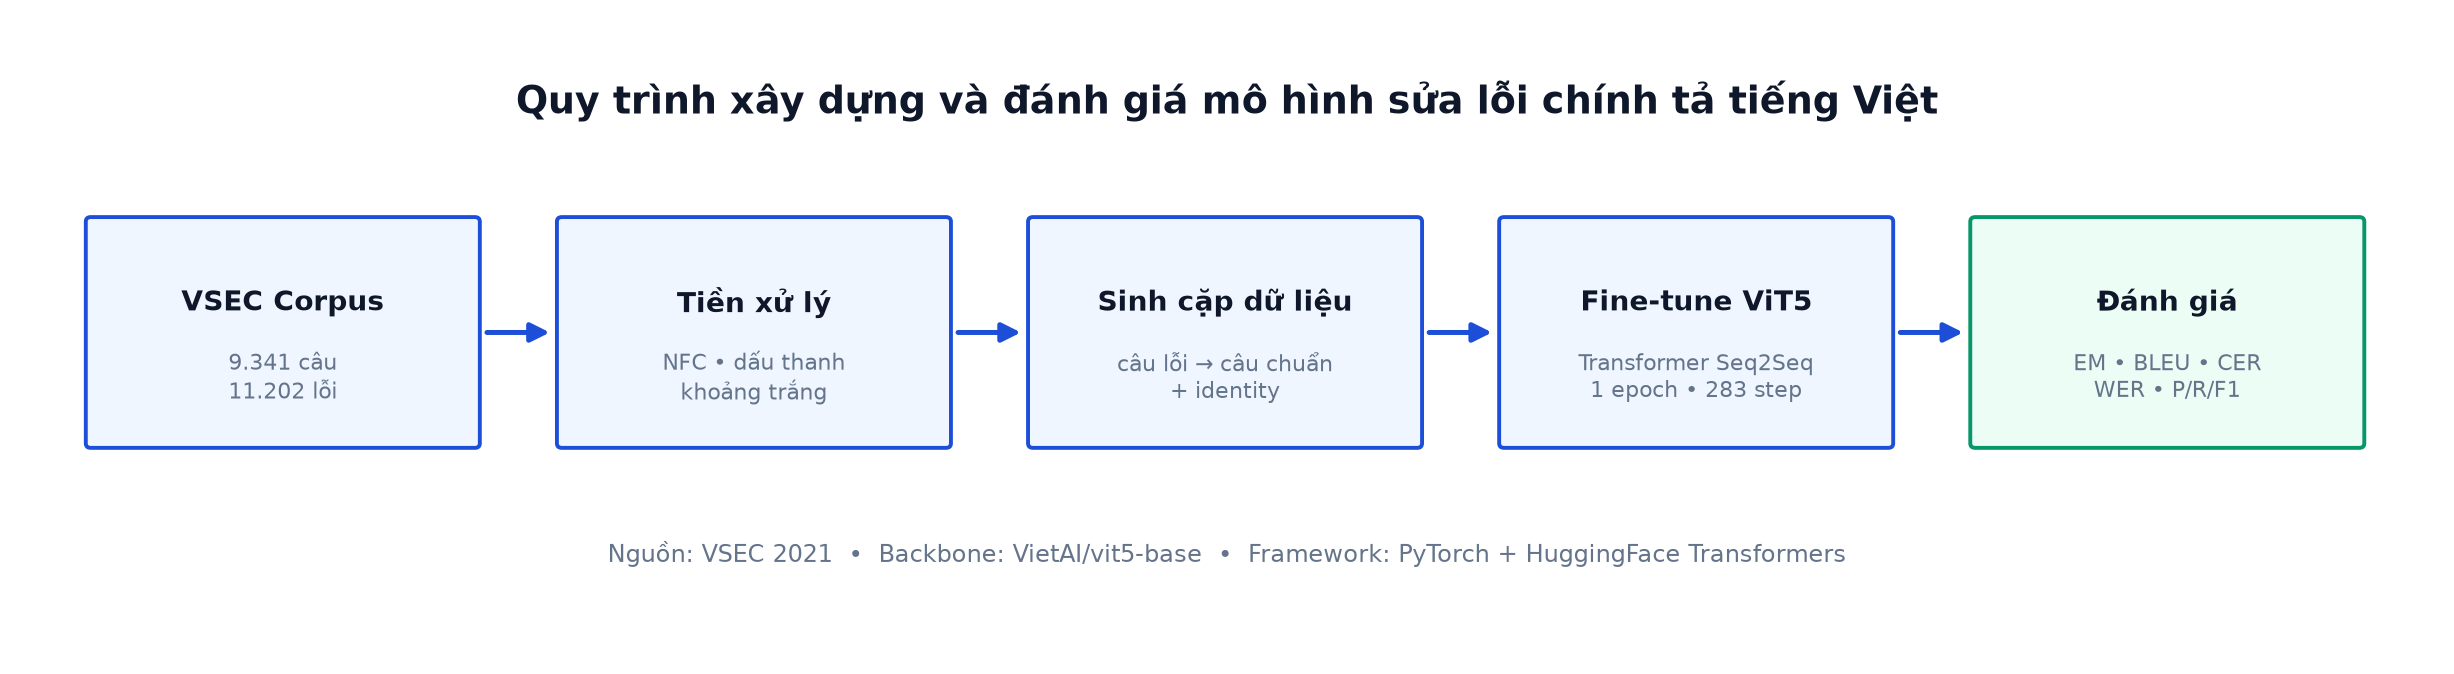 Quy trình xây dựng và đánh giá mô hình sửa lỗi chính tả tiếng Việt
VSEC Corpus
9.341 câu
11.202 lỗi
Tiền xử lý
NFC • dấu thanh
khoảng trắng
Sinh cặp dữ liệu
câu lỗi → câu chuẩn
+ identity
Fine-tune ViT5
Transformer Seq2Seq
1 epoch • 283 step
Đánh giá
EM • BLEU • CER
WER • P/R/F1
Nguồn: VSEC 2021 • Backbone: VietAI/vit5-base • Framework: PyTorch + HuggingFace Transformers